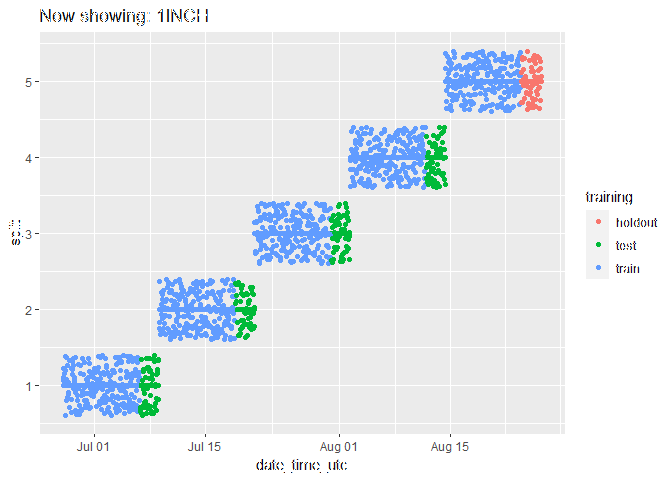 Now showing: 1INCH
5
4
3
2
1
split
Jul 01
Jul 15
Aug 01
Aug 15
date_time_utc
training
holdout
test
train